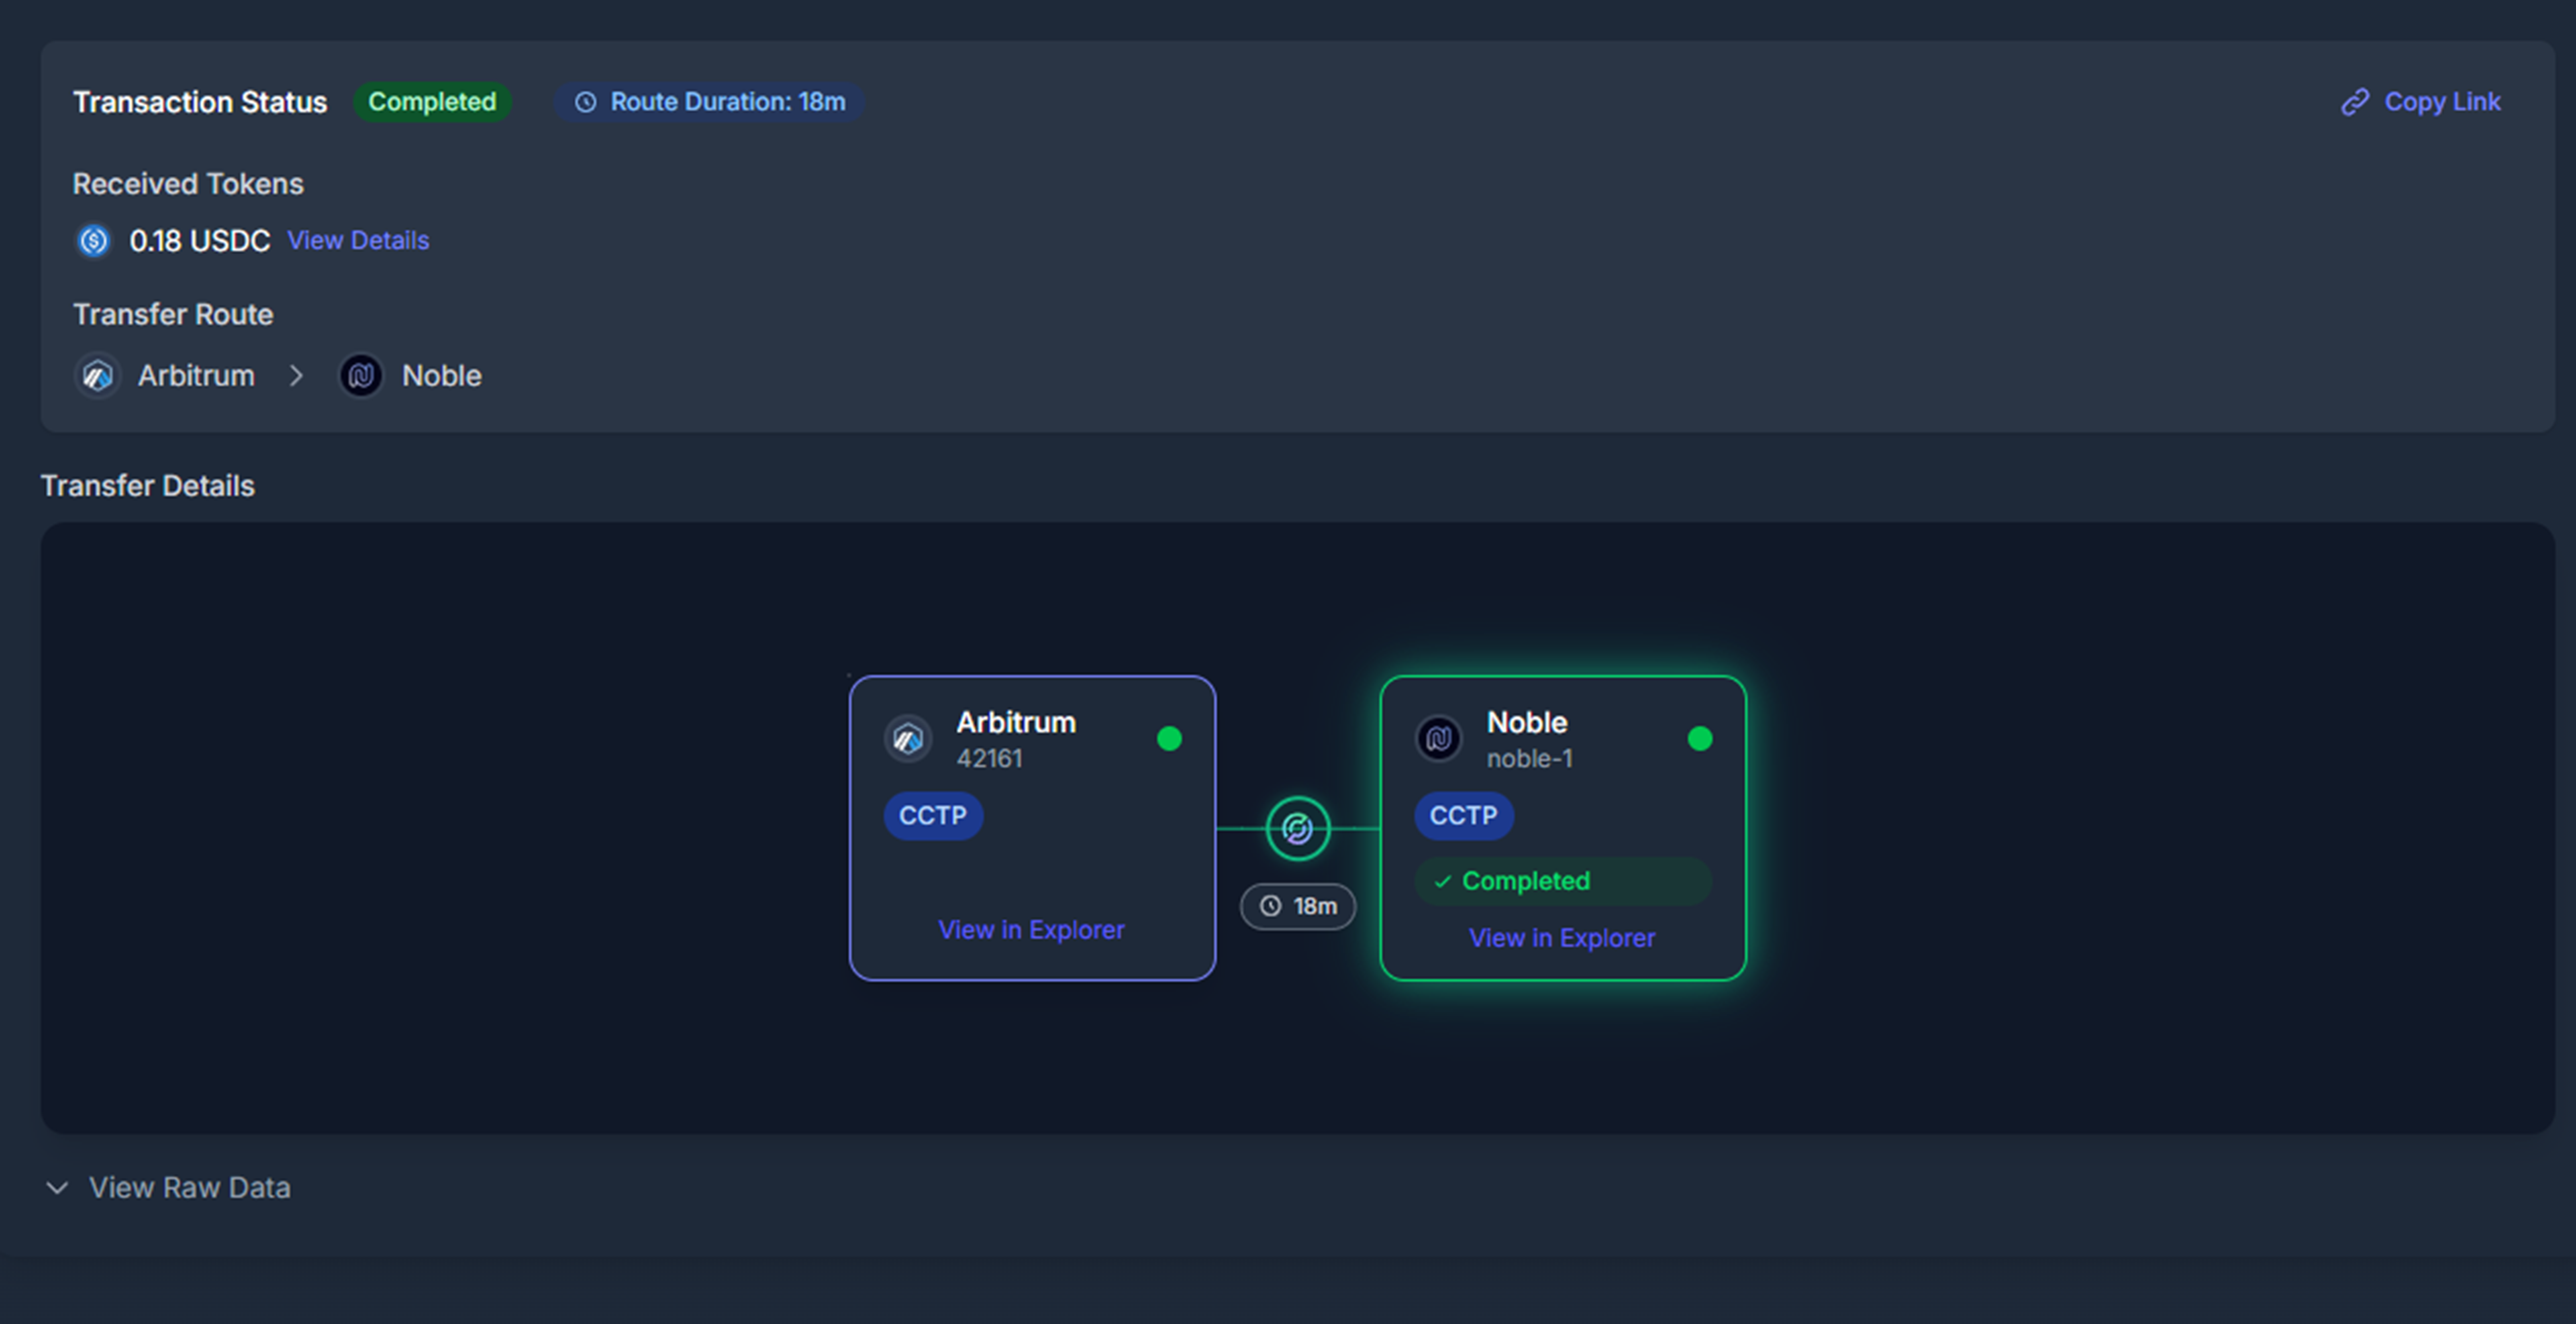 Transaction Status Completed Route Duration: 18m Copy Link
Received Tokens
0.18 USDC View Details
Transfer Route
Arbitrum Noble
Transfer Details
Arbitrum
42161
CCTP
View in Explorer
18m
Noble
noble-1
CCTP
Completed
View in Explorer
View Raw Data